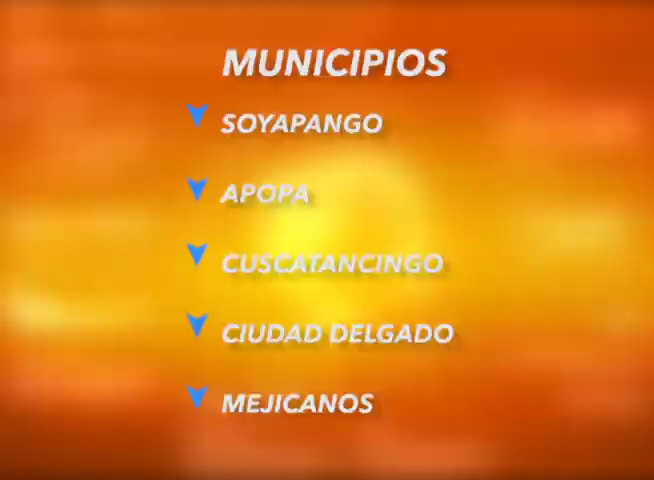 MUNICIPIOS
SOYAPANGO
APOPA
CUSCATANCINGO
CIUDAD DELGADO
MEJICANOS